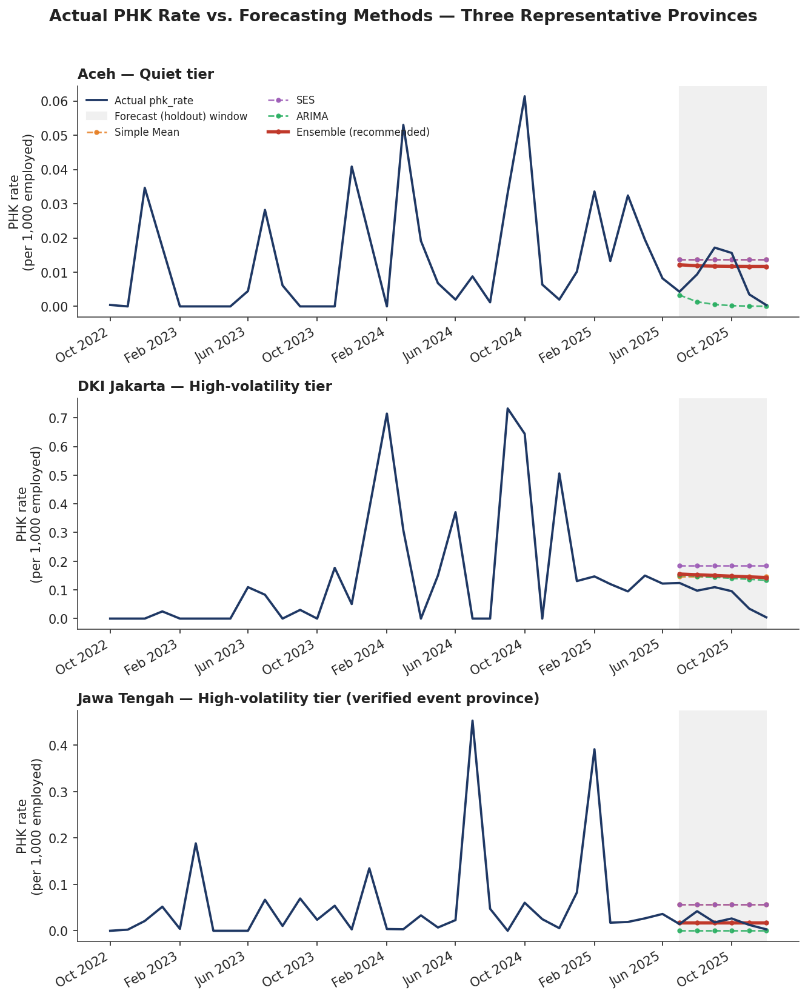 Actual PHK Rate vs. Forecasting Methods — Three Representative Provinces
Aceh — Quiet tier
Actual phk_rate
Forecast (holdout) window
Simple Mean
SES
ARIMA
Ensemble (recommended)
PHK rate
(per 1,000 employed)
0.06
0.05
0.04
0.03
0.02
0.01
0.00
Oct 2022
Feb 2023
Jun 2023
Oct 2023
Feb 2024
Jun 2024
Oct 2024
Feb 2025
Jun 2025
Oct 2025
DKI Jakarta — High-volatility tier
PHK rate
(per 1,000 employed)
0.7
0.6
0.5
0.4
0.3
0.2
0.1
0.0
Oct 2022
Feb 2023
Jun 2023
Oct 2023
Feb 2024
Jun 2024
Oct 2024
Feb 2025
Jun 2025
Oct 2025
Jawa Tengah — High-volatility tier (verified event province)
PHK rate
(per 1,000 employed)
0.4
0.3
0.2
0.1
0.0
Oct 2022
Feb 2023
Jun 2023
Oct 2023
Feb 2024
Jun 2024
Oct 2024
Feb 2025
Jun 2025
Oct 2025